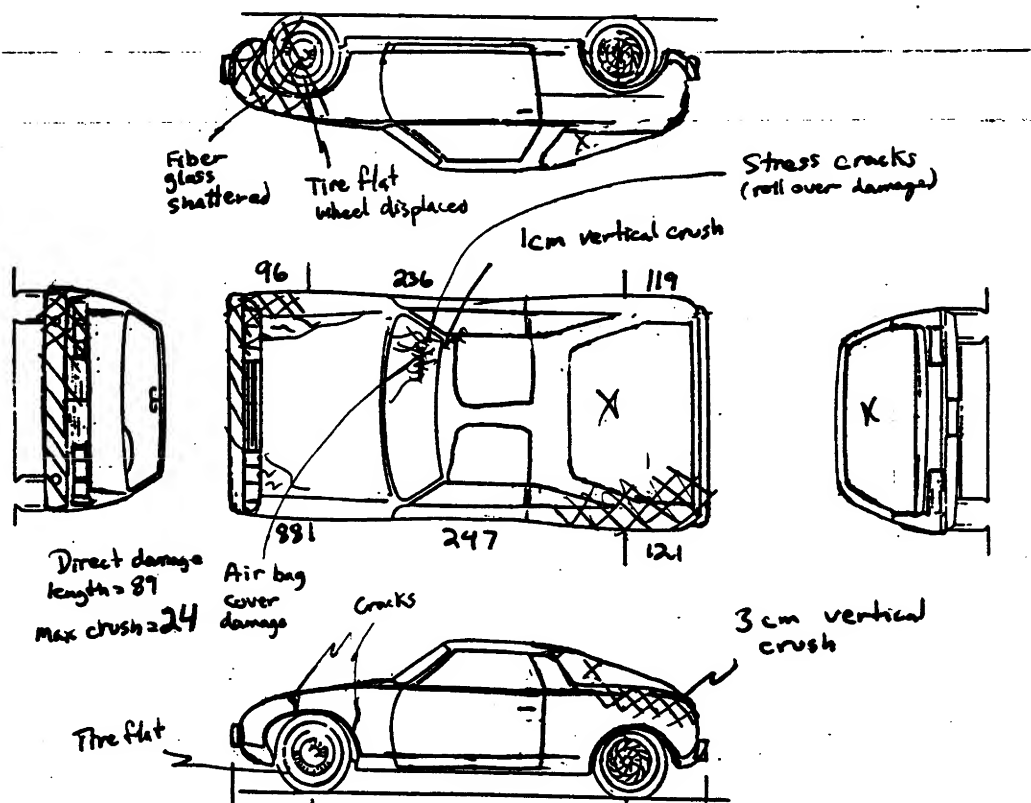 Fiber
glass
shattered
Tire flat
wheel displaced
Stress cracks
(roll over damage)
1cm vertical crush
96
236
119
X
X
881
247
121
Direct damage
length = 89
Max crush = 24
Air bag
cover
damage
Cracks
3 cm vertical
crush
X
Tire flat